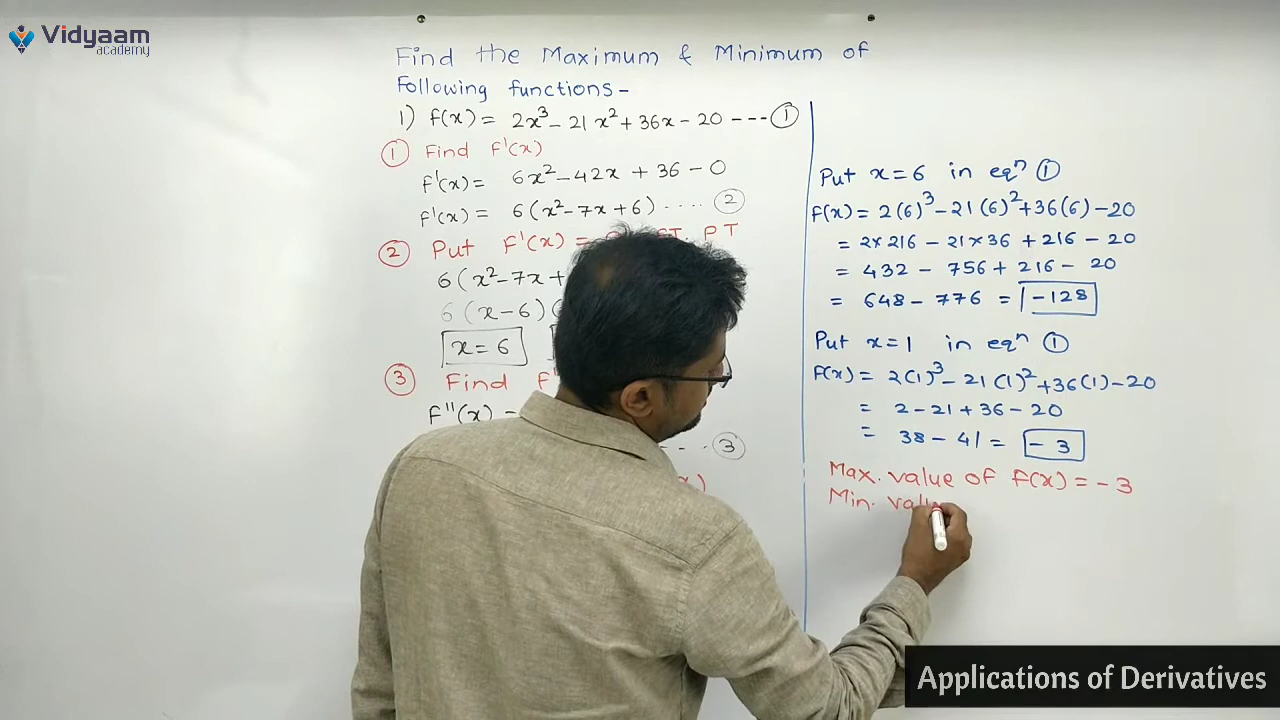 Vidyaam
academy
Find the Maximum & Minimum of
Following functions -
1) f(x) = 2x³ - 21x² + 36x - 20 --- ①
① Find f'(x)
f'(x) = 6x² - 42x + 36 - 0
f'(x) = 6(x² - 7x + 6) .... ②
② Put f'(x) = PT
6(x² - 7x +
6(x - 6)
x = 6
③ Find f'
f''(x) =
--- ③
x)
Put x = 6 in eqⁿ ①
f(x) = 2(6)³ - 21(6)² + 36(6) - 20
= 2×216 - 21×36 + 216 - 20
= 432 - 756 + 216 - 20
= 648 - 776 = -128
Put x = 1 in eqⁿ ①
f(x) = 2(1)³ - 21(1)² + 36(1) - 20
= 2 - 21 + 36 - 20
= 38 - 41 = -3
Max. value of f(x) = -3
Min. valu
Applications of Derivatives